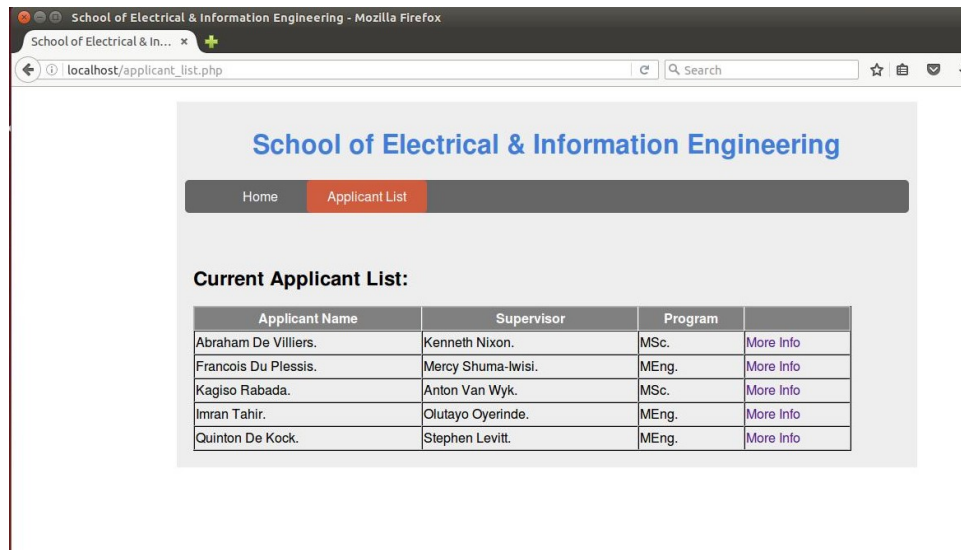 School of Electrical & Information Engineering - Mozilla Firefox
School of Electrical & In...
localhost/applicant_list.php
Search
School of Electrical & Information Engineering
Home Applicant List
Current Applicant List:
Applicant Name Supervisor Program
Abraham De Villiers. Kenneth Nixon. MSc. More Info
Francois Du Plessis. Mercy Shuma-Iwisi. MEng. More Info
Kagiso Rabada. Anton Van Wyk. MSc. More Info
Imran Tahir. Olutayo Oyerinde. MEng. More Info
Quinton De Kock. Stephen Levitt. MEng. More Info